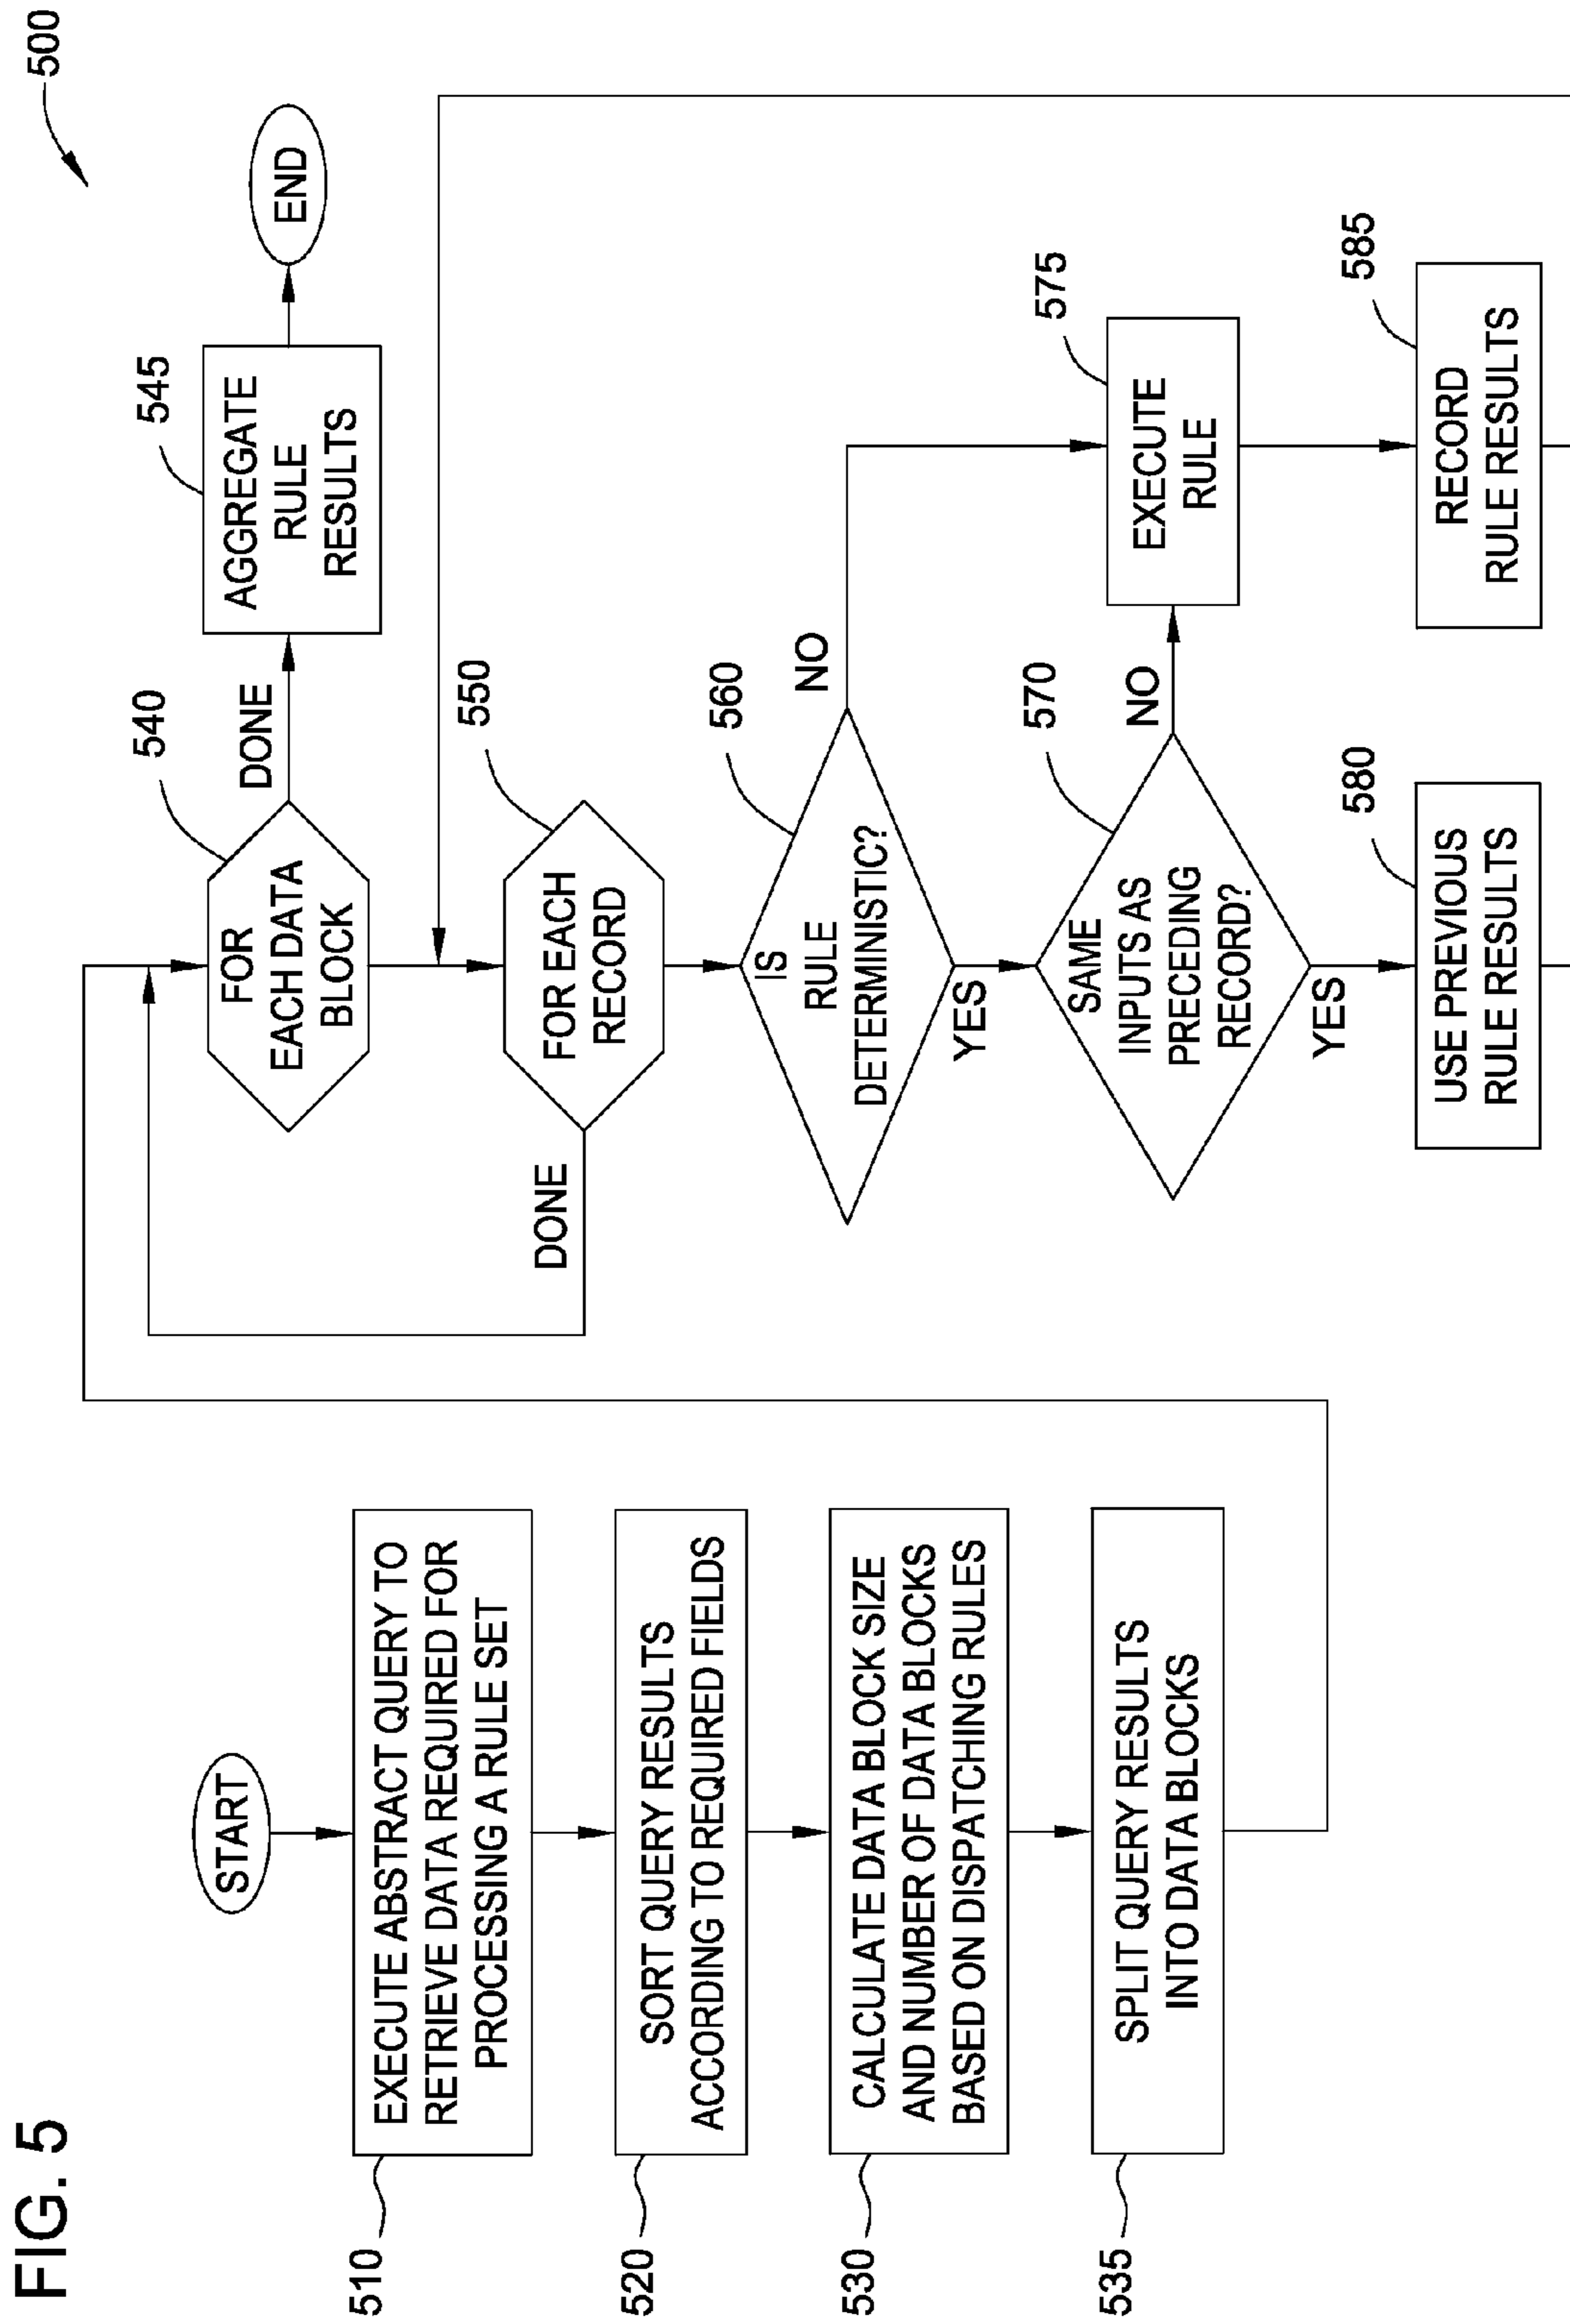 FIG. 5
500
START
510
EXECUTE ABSTRACT QUERY TO
RETRIEVE DATA REQUIRED FOR
PROCESSING A RULE SET
520
SORT QUERY RESULTS
ACCORDING TO REQUIRED FIELDS
530
CALCULATE DATA BLOCK SIZE
AND NUMBER OF DATA BLOCKS
BASED ON DISPATCHING RULES
535
SPLIT QUERY RESULTS
INTO DATA BLOCKS
540
FOR
EACH DATA
BLOCK
DONE
545
AGGREGATE
RULE
RESULTS
END
550
FOR EACH
RECORD
DONE
560
IS
RULE
DETERMINISTIC?
NO
YES
570
SAME
INPUTS AS
PRECEDING
RECORD?
NO
YES
575
EXECUTE
RULE
580
USE PREVIOUS
RULE RESULTS
585
RECORD
RULE RESULTS